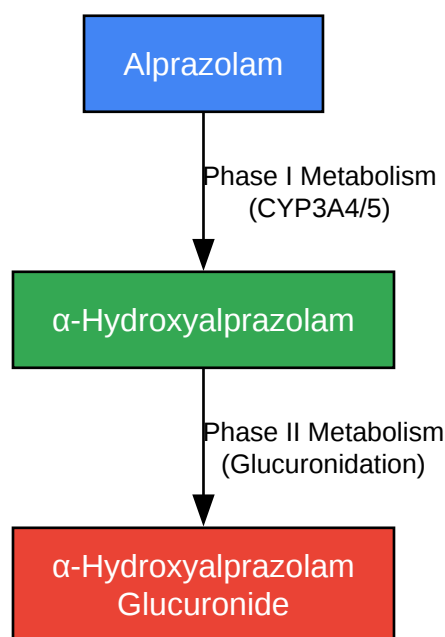 Alprazolam
Phase I Metabolism
(CYP3A4/5)
α-Hydroxyalprazolam
Phase II Metabolism
(Glucuronidation)
α-Hydroxyalprazolam
Glucuronide